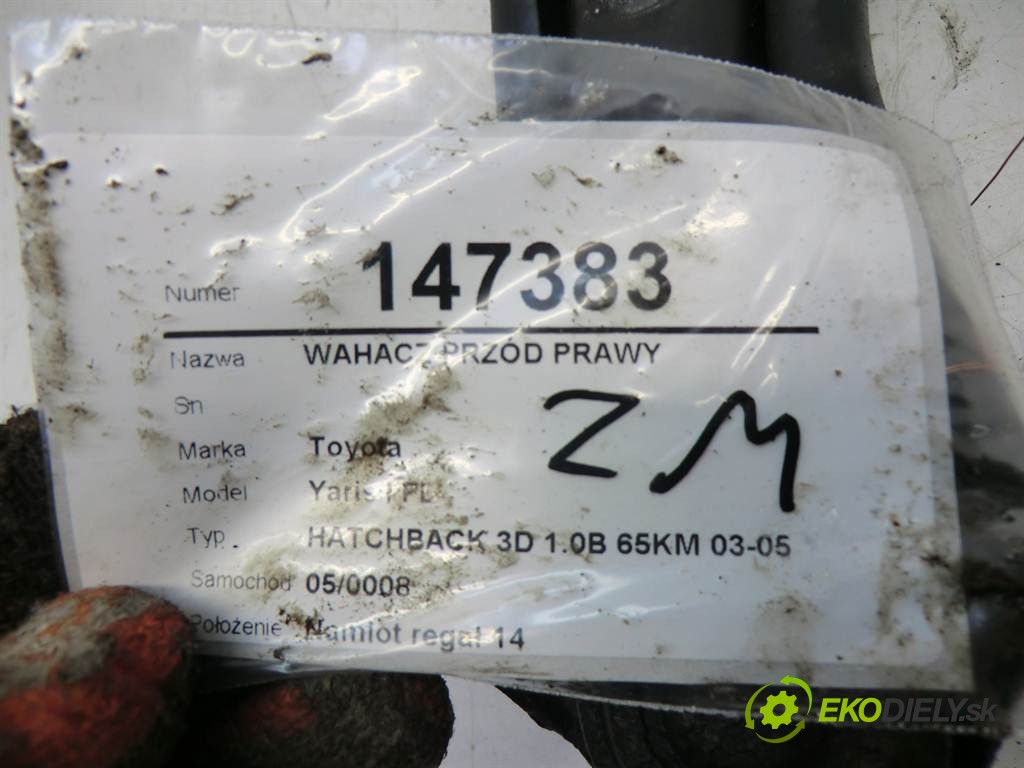 Numer 147383
Nazwa WAHACZ PRZÓD PRAWY
Sn
Marka Toyota
ZM
Model Yaris I FL
Typ HATCHBACK 3D 1.0B 65KM 03-05
Samochód 05/0008
Położenie Namiot regał 14
EKODIELY.sk